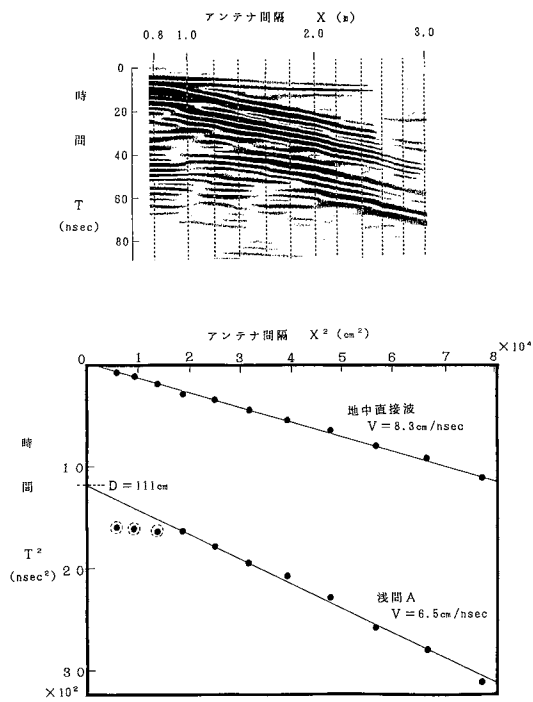 アンテナ間隔 X (m)
0.8 1.0 2.0 3.0
0
20
40
60
80
時
間
T
(nsec)
アンテナ間隔 X² (cm²)
×10⁴
0 1 2 3 4 5 6 7 8
地中直接波
V=8.3cm/nsec
時
間
T²
(nsec²)
10
D=111cm
20
浅間A
V=6.5cm/nsec
30
×10²